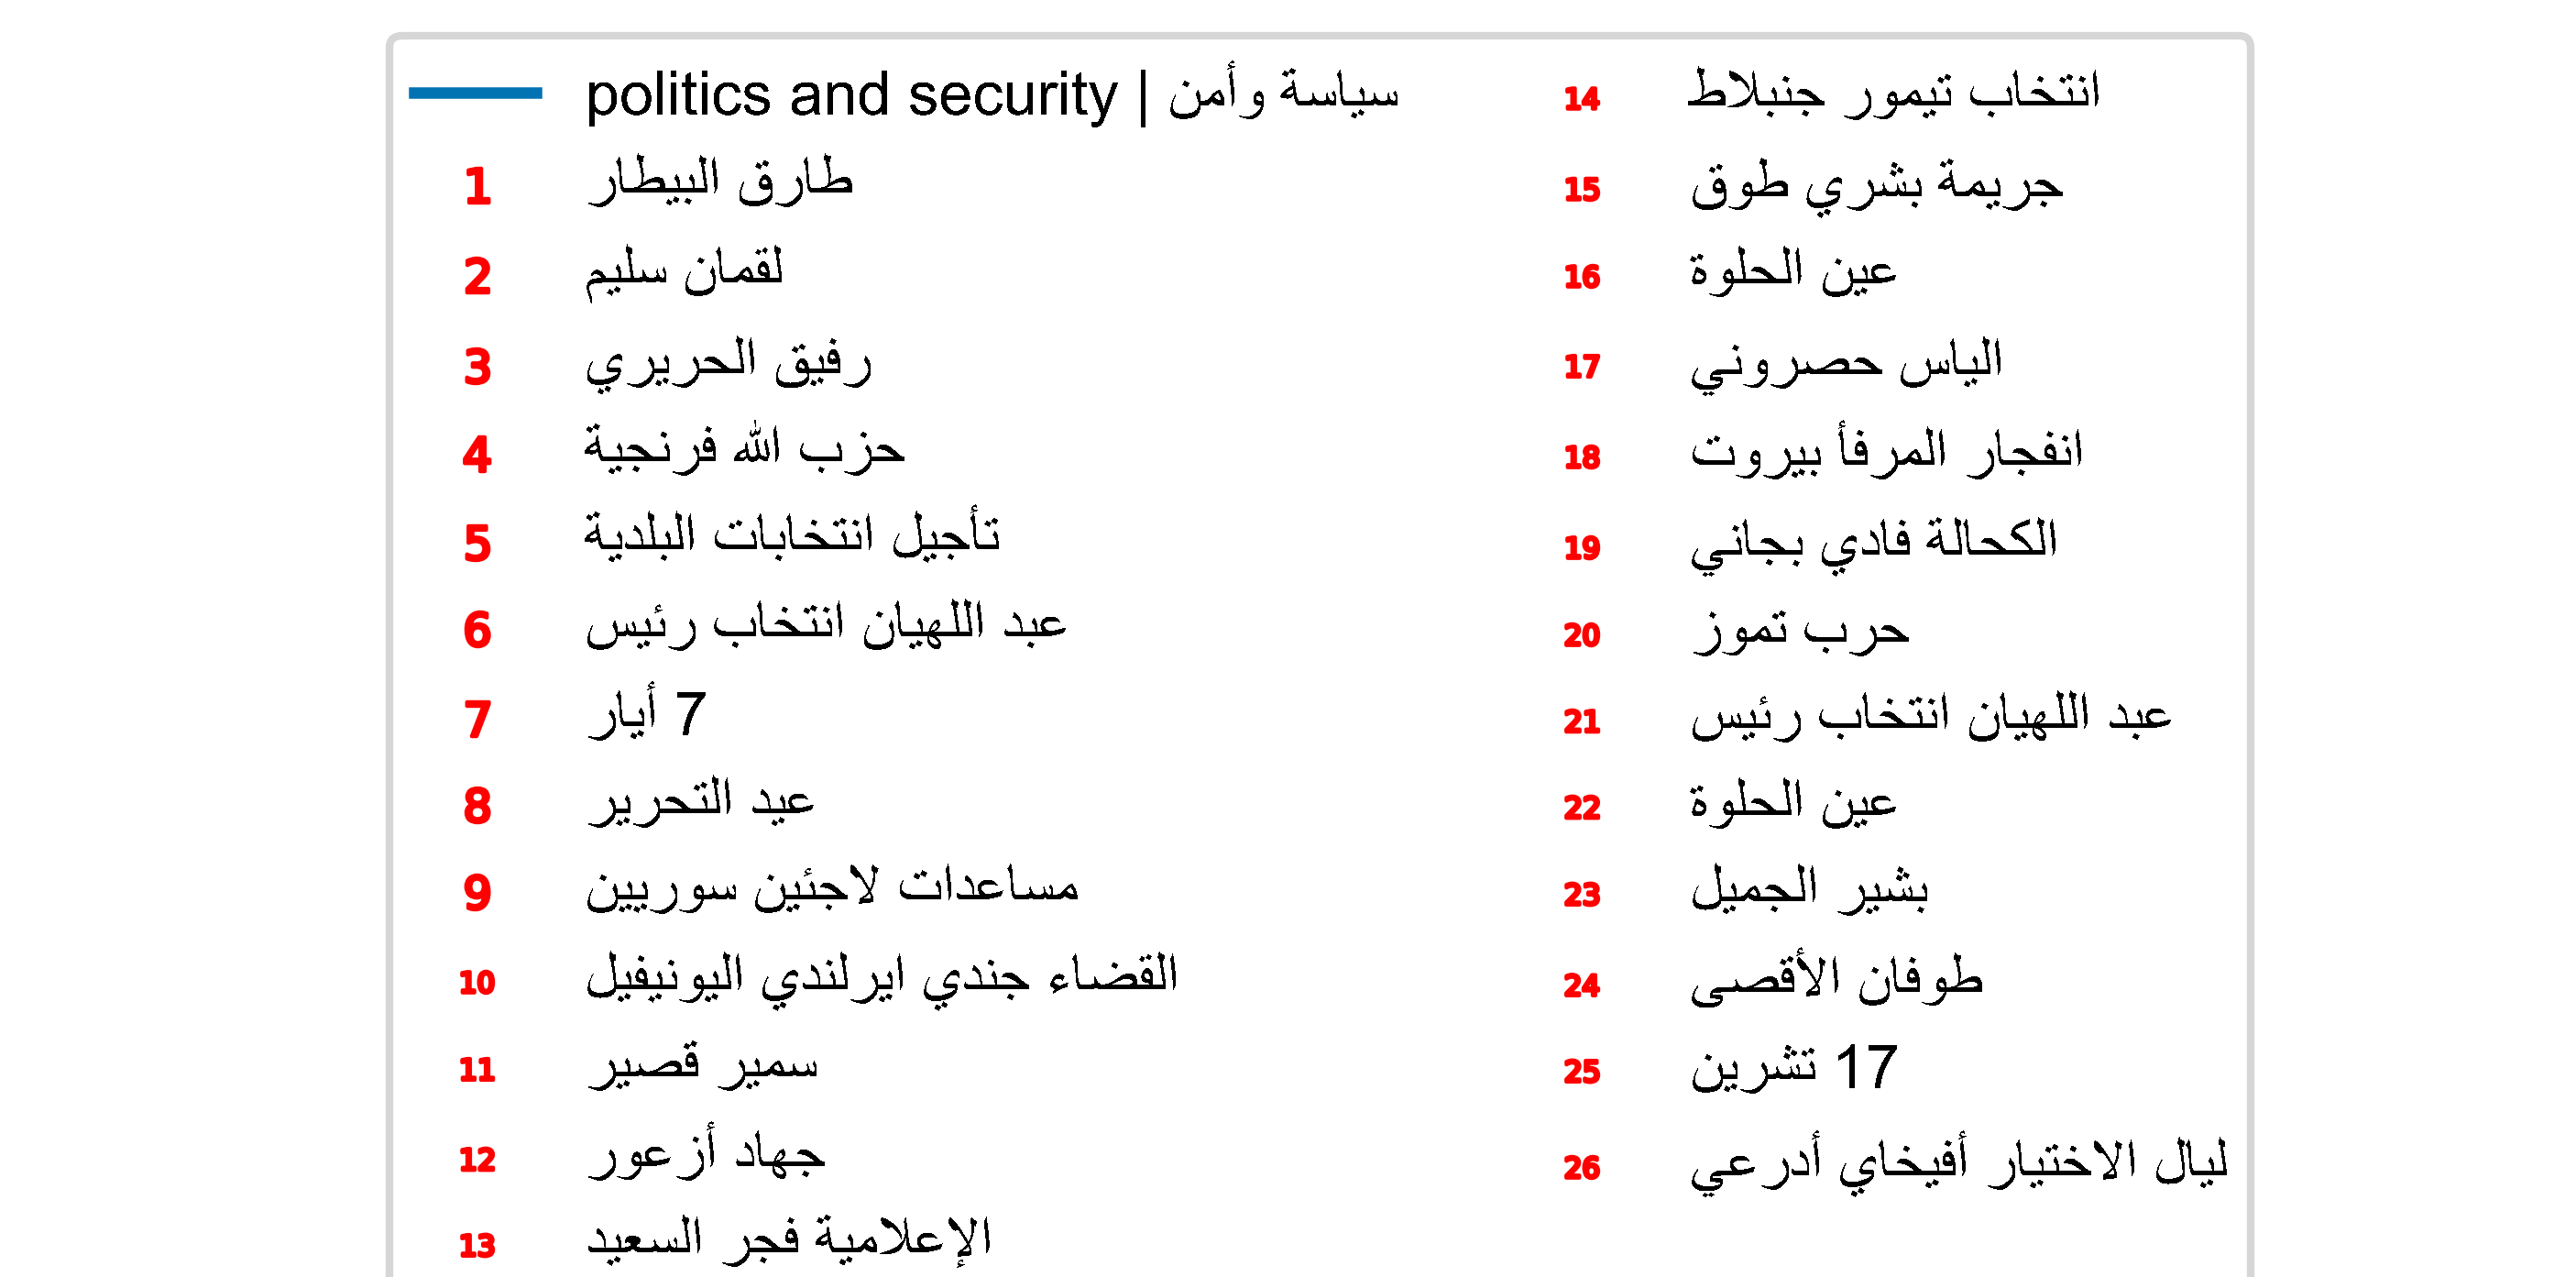 politics and security | سياسة وأمن
1 طارق البيطار
2 لقمان سليم
3 رفيق الحريري
4 حزب الله فرنجية
5 تأجيل انتخابات البلدية
6 عبد اللهيان انتخاب رئيس
7 7 أيار
8 عيد التحرير
9 مساعدات لاجئين سوريين
10 القضاء جندي ايرلندي اليونيفيل
11 سمير قصير
12 جهاد أزعور
13 الإعلامية فجر السعيد
14 انتخاب تيمور جنبلاط
15 جريمة بشري طوق
16 عين الحلوة
17 الياس حصروني
18 انفجار المرفأ بيروت
19 الكحالة فادي بجاني
20 حرب تموز
21 عبد اللهيان انتخاب رئيس
22 عين الحلوة
23 بشير الجميل
24 طوفان الأقصى
25 17 تشرين
26 ليال الاختيار أفيخاي أدرعي